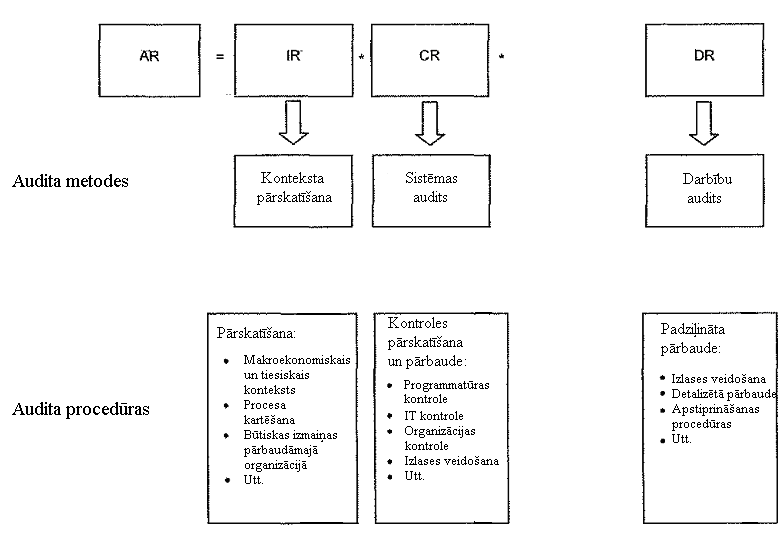 AR = IR * CR * DR
Audita metodes
Konteksta
pārskatīšana
Sistēmas
audits
Darbību
audits
Audita procedūras
Pārskatīšana:
• Makroekonomiskais
un tiesiskais
konteksts
• Procesa
kartēšana
• Būtiskas izmaiņas
pārbaudāmajā
organizācijā
• Utt.
Kontroles
pārskatīšana
un pārbaude:
• Programmatūras
kontrole
• IT kontrole
• Organizācijas
kontrole
• Izlases veidošana
• Utt.
Padziļināta
pārbaude:
• Izlases veidošana
• Detalizētā pārbaude
• Apstiprināšanas
procedūras
• Utt.